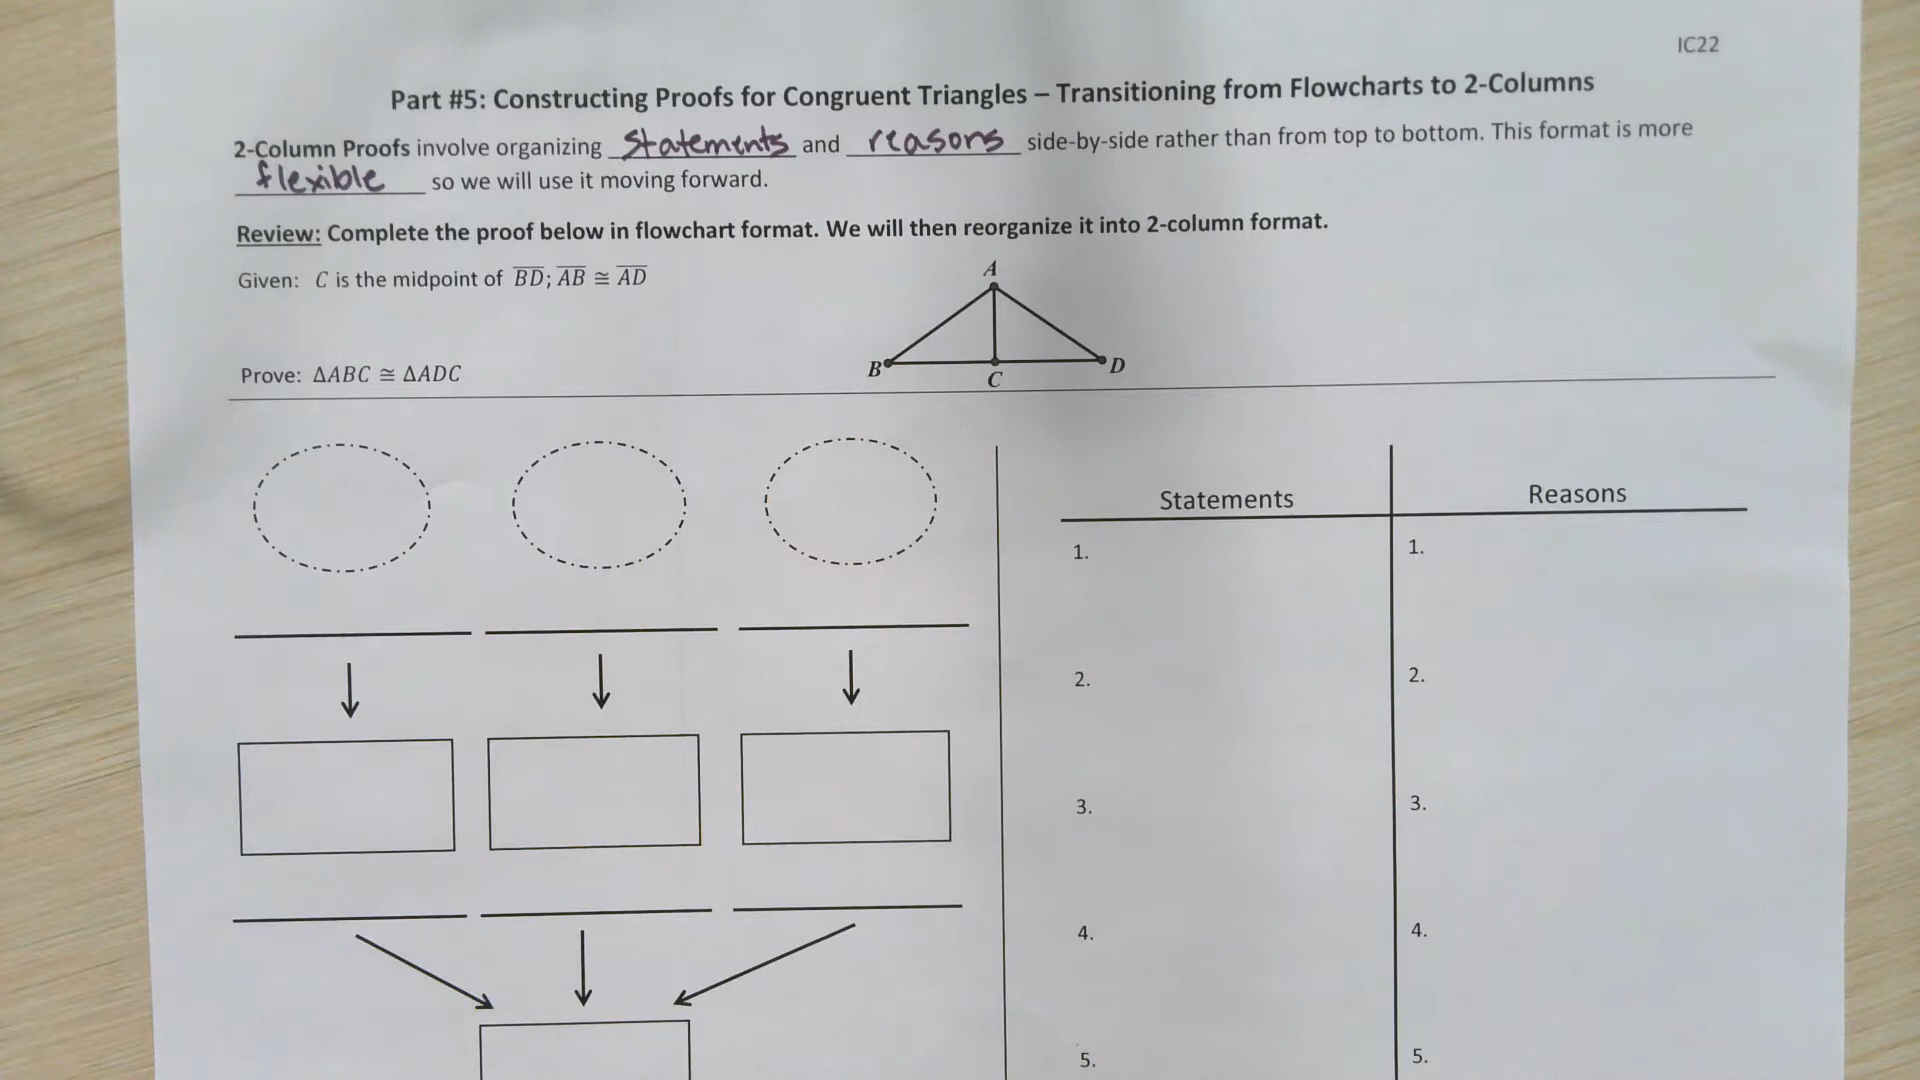 IC22
Part #5: Constructing Proofs for Congruent Triangles – Transitioning from Flowcharts to 2-Columns
2-Column Proofs involve organizing statements and reasons side-by-side rather than from top to bottom. This format is more
flexible so we will use it moving forward.
Review: Complete the proof below in flowchart format. We will then reorganize it into 2-column format.
Given: C is the midpoint of B̅D̅; A̅B̅ ≅ A̅D̅
A
B
C
D
Prove: ΔABC ≅ ΔADC
Statements Reasons
1. 1.
2. 2.
3. 3.
4. 4.
5. 5.